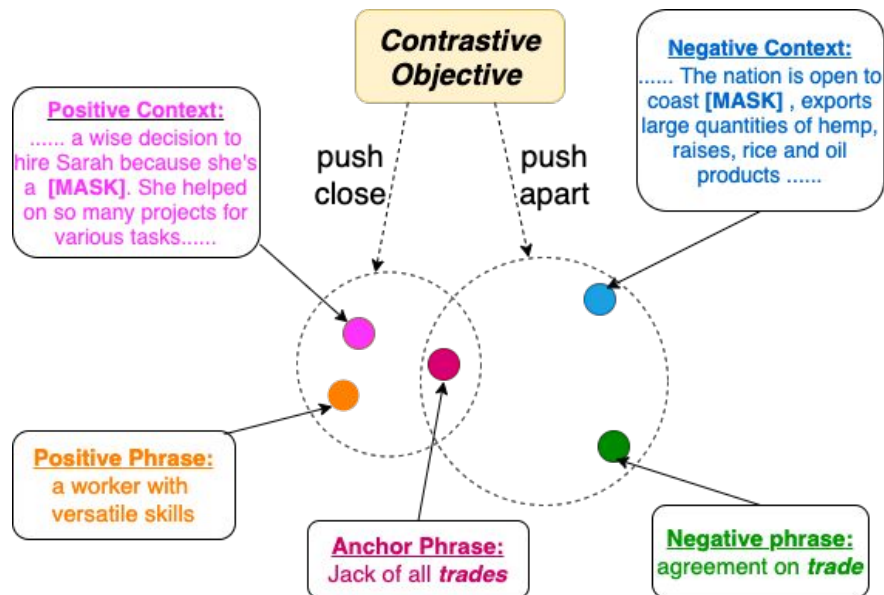 Contrastive
Objective
Positive Context:
...... a wise decision to
hire Sarah because she's
a [MASK]. She helped
on so many projects for
various tasks......
push
close
push
apart
Negative Context:
...... The nation is open to
coast [MASK] , exports
large quantities of hemp,
raises, rice and oil
products ......
Positive Phrase:
a worker with
versatile skills
Anchor Phrase:
Jack of all trades
Negative phrase:
agreement on trade